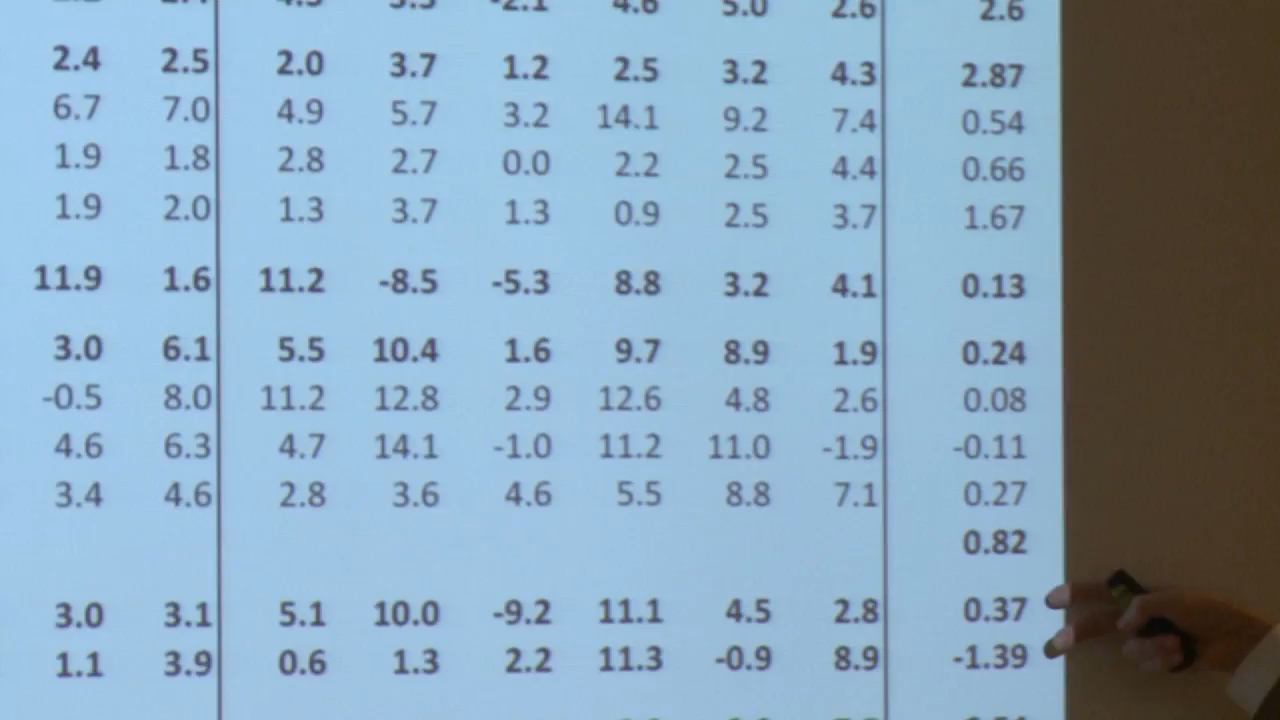 4.6 5.0 2.6 2.6
2.4 2.5 2.0 3.7 1.2 2.5 3.2 4.3 2.87
6.7 7.0 4.9 5.7 3.2 14.1 9.2 7.4 0.54
1.9 1.8 2.8 2.7 0.0 2.2 2.5 4.4 0.66
1.9 2.0 1.3 3.7 1.3 0.9 2.5 3.7 1.67
11.9 1.6 11.2 -8.5 -5.3 8.8 3.2 4.1 0.13
3.0 6.1 5.5 10.4 1.6 9.7 8.9 1.9 0.24
-0.5 8.0 11.2 12.8 2.9 12.6 4.8 2.6 0.08
4.6 6.3 4.7 14.1 -1.0 11.2 11.0 -1.9 -0.11
3.4 4.6 2.8 3.6 4.6 5.5 8.8 7.1 0.27
0.82
3.0 3.1 5.1 10.0 -9.2 11.1 4.5 2.8 0.37
1.1 3.9 0.6 1.3 2.2 11.3 -0.9 8.9 -1.39